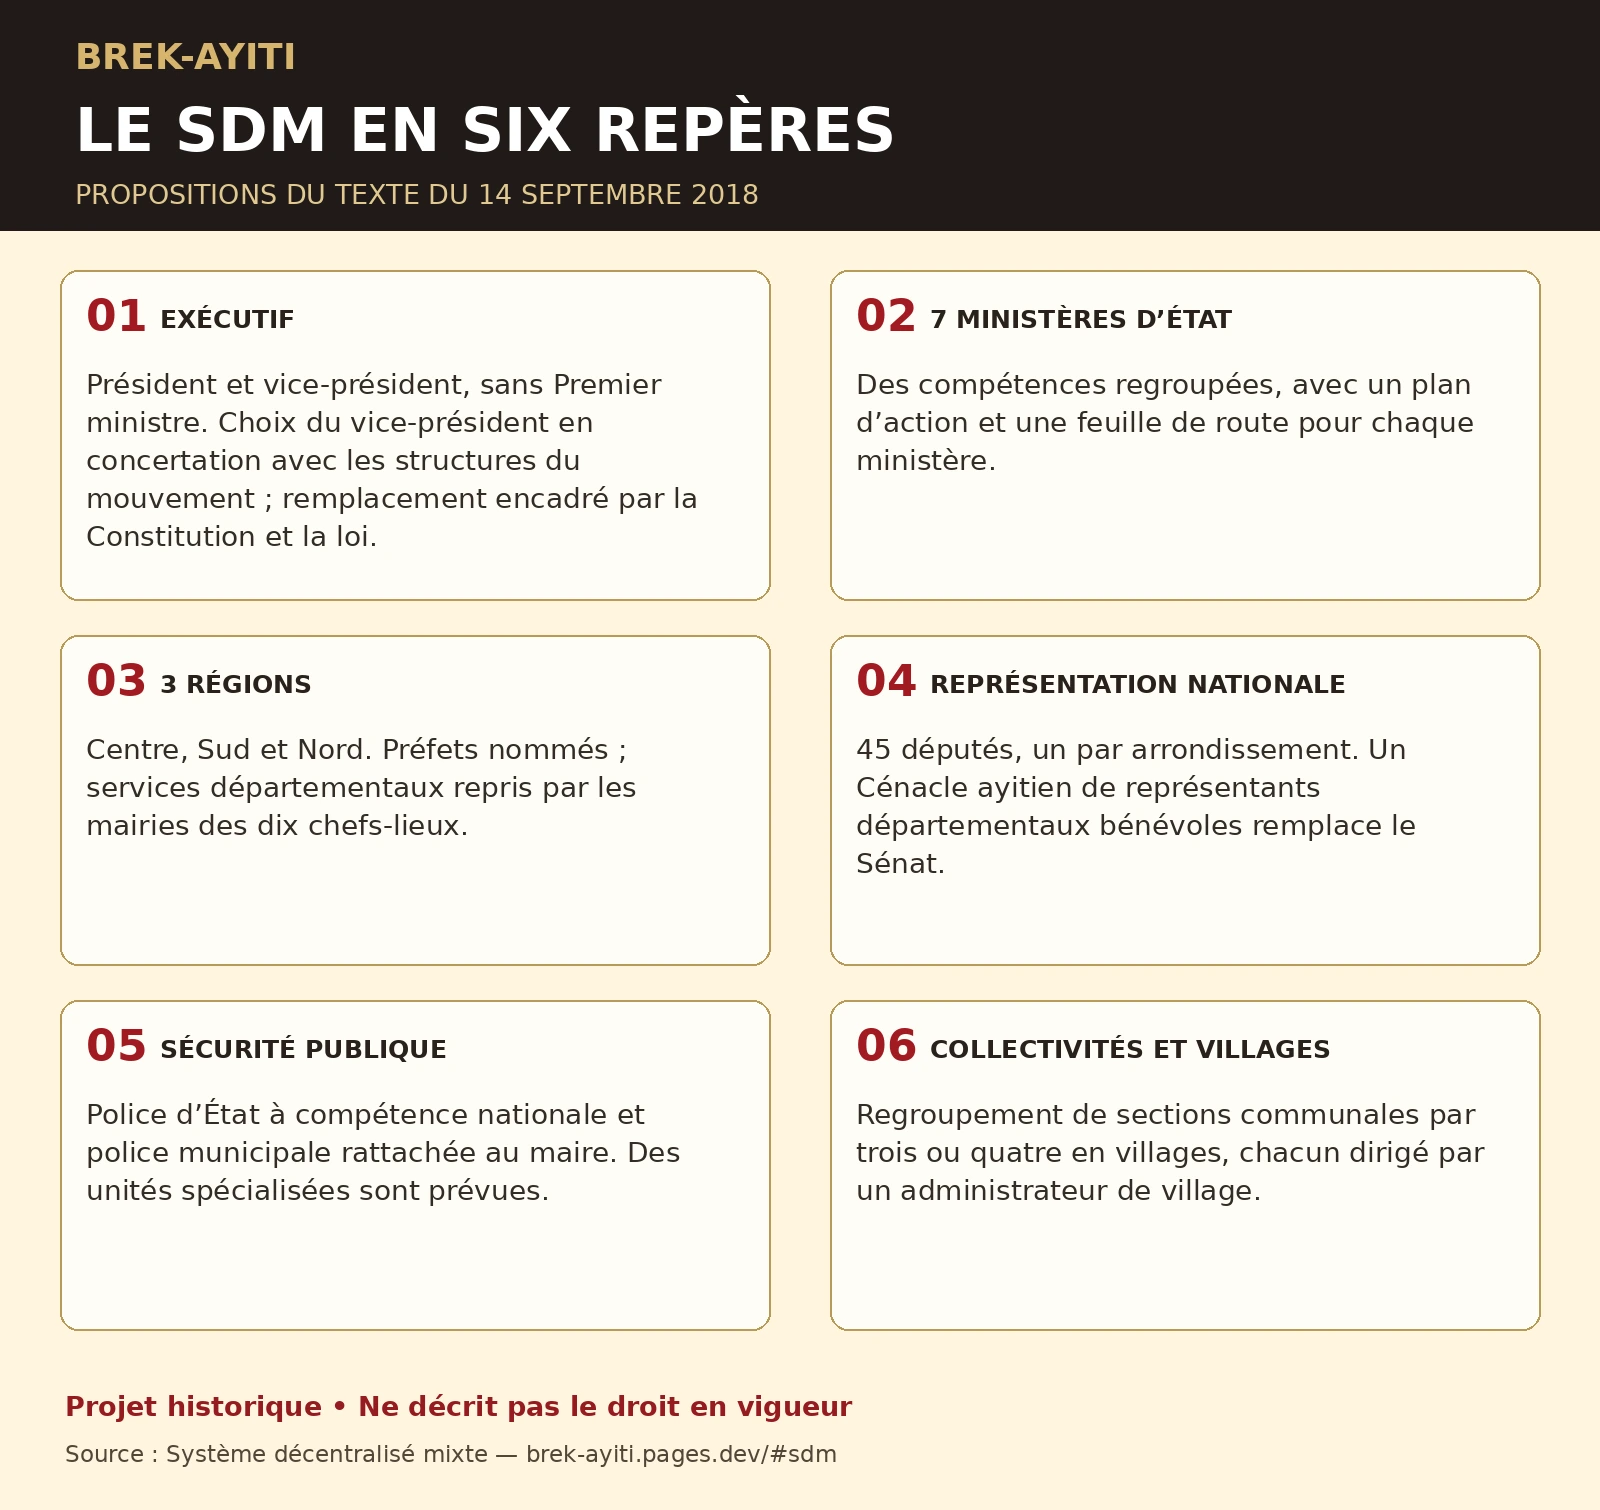 BREK-AYITI
LE SDM EN SIX REPÈRES
PROPOSITIONS DU TEXTE DU 14 SEPTEMBRE 2018
01 EXÉCUTIF
Président et vice-président, sans Premier
ministre. Choix du vice-président en
concertation avec les structures du
mouvement ; remplacement encadré par la
Constitution et la loi.
02 7 MINISTÈRES D’ÉTAT
Des compétences regroupées, avec un plan
d’action et une feuille de route pour chaque
ministère.
03 3 RÉGIONS
Centre, Sud et Nord. Préfets nommés ;
services départementaux repris par les
mairies des dix chefs-lieux.
04 REPRÉSENTATION NATIONALE
45 députés, un par arrondissement. Un
Cénacle ayitien de représentants
départementaux bénévoles remplace le
Sénat.
05 SÉCURITÉ PUBLIQUE
Police d’État à compétence nationale et
police municipale rattachée au maire. Des
unités spécialisées sont prévues.
06 COLLECTIVITÉS ET VILLAGES
Regroupement de sections communales par
trois ou quatre en villages, chacun dirigé par
un administrateur de village.
Projet historique • Ne décrit pas le droit en vigueur
Source : Système décentralisé mixte — brek-ayiti.pages.dev/#sdm